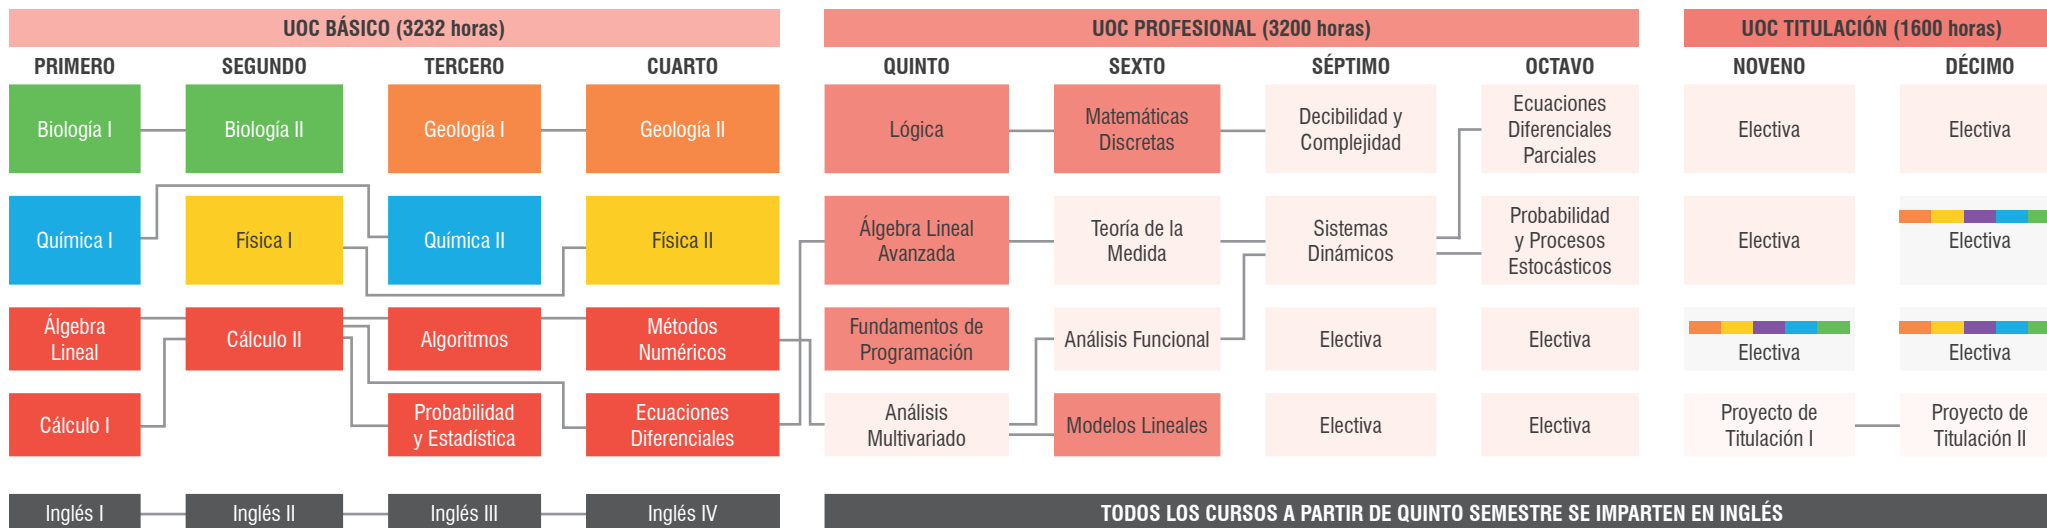 UOC BÁSICO (3232 horas)
UOC PROFESIONAL (3200 horas)
UOC TITULACIÓN (1600 horas)
PRIMERO
SEGUNDO
TERCERO
CUARTO
QUINTO
SEXTO
SÉPTIMO
OCTAVO
NOVENO
DÉCIMO
Biología I
Biología II
Geología I
Geología II
Lógica
Matemáticas
Discretas
Decibilidad y
Complejidad
Ecuaciones
Diferenciales
Parciales
Electiva
Electiva
Química I
Física I
Química II
Física II
Álgebra Lineal
Avanzada
Teoría de la
Medida
Sistemas
Dinámicos
Probabilidad
y Procesos
Estocásticos
Electiva
Electiva
Álgebra
Lineal
Cálculo II
Algoritmos
Métodos
Numéricos
Fundamentos de
Programación
Análisis Funcional
Electiva
Electiva
Electiva
Electiva
Cálculo I
Probabilidad
y Estadística
Ecuaciones
Diferenciales
Análisis
Multivariado
Modelos Lineales
Electiva
Electiva
Proyecto de
Titulación I
Proyecto de
Titulación II
Inglés I
Inglés II
Inglés III
Inglés IV
TODOS LOS CURSOS A PARTIR DE QUINTO SEMESTRE SE IMPARTEN EN INGLÉS